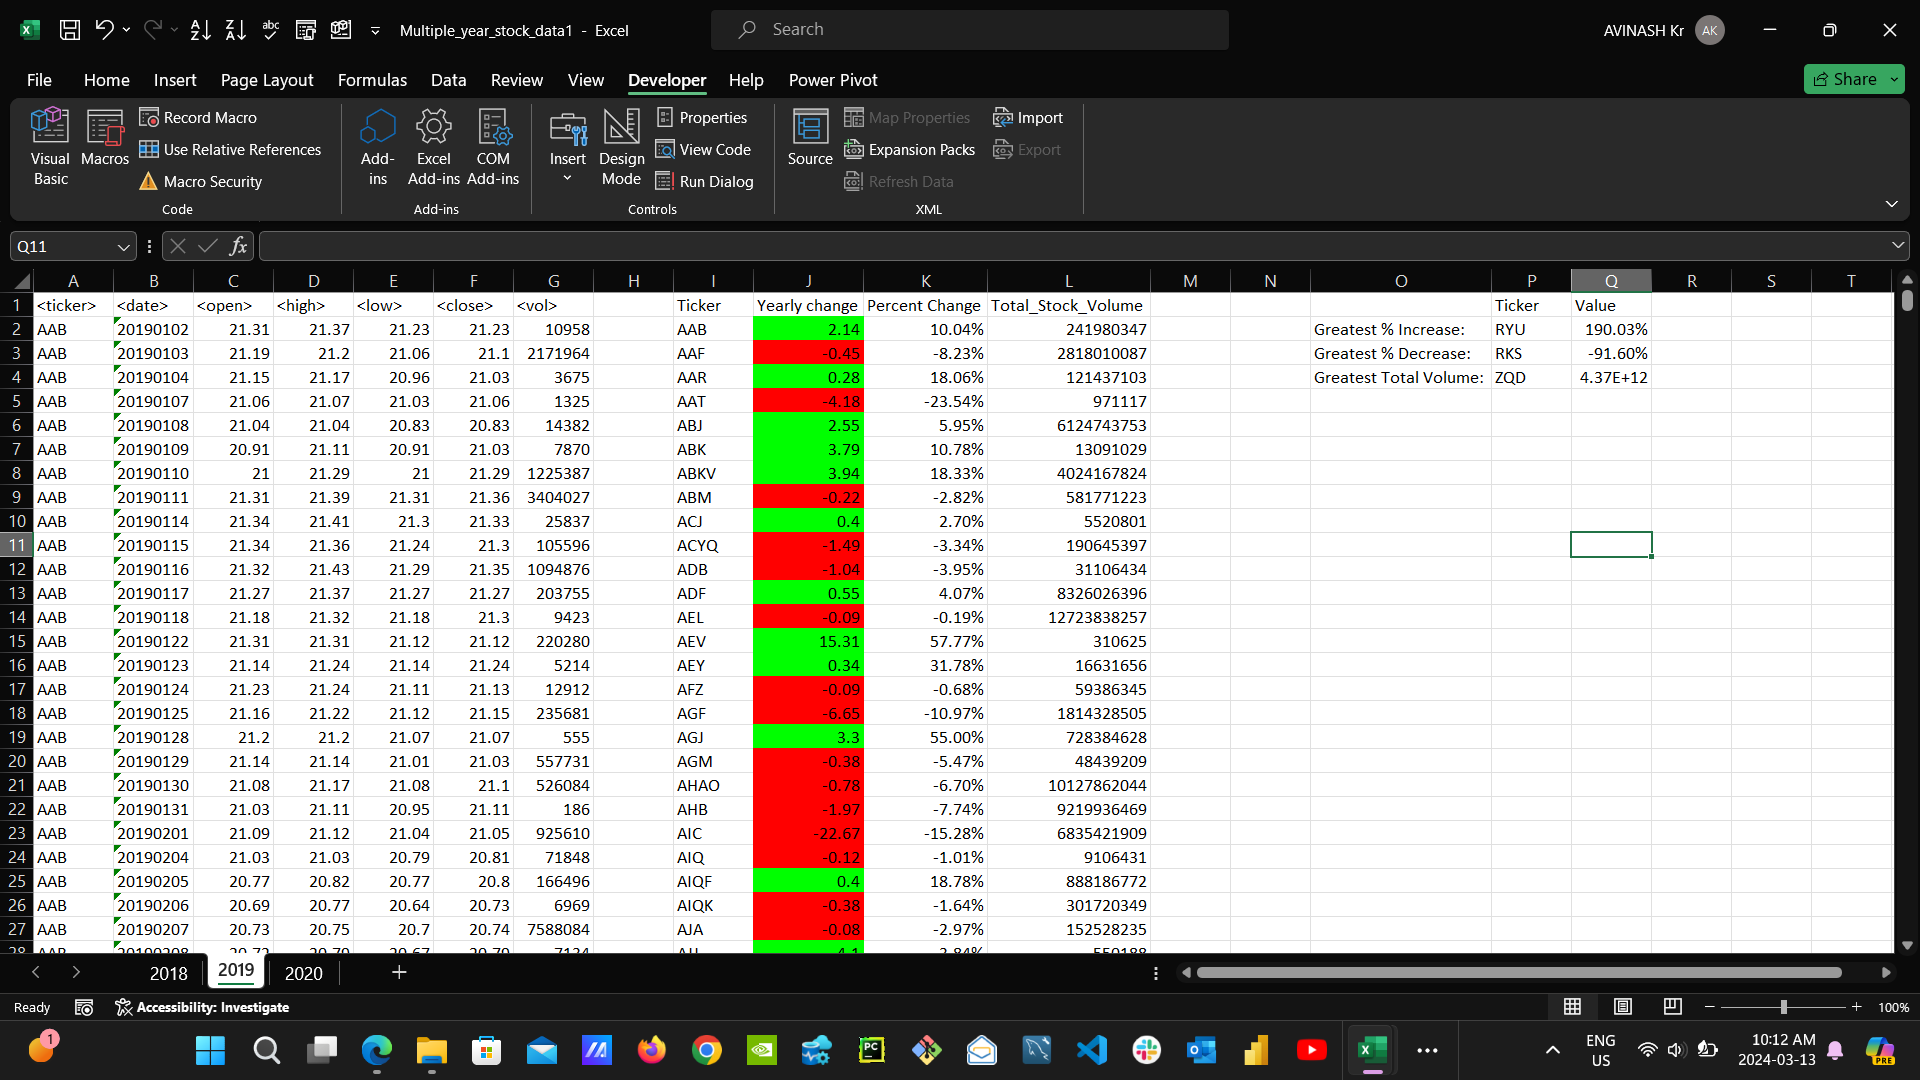 Multiple_year_stock_data1 - Excel
Search
AVINASH Kr AK
File Home Insert Page Layout Formulas Data Review View Developer Help Power Pivot Share
Visual Basic
Macros
Record Macro
Use Relative References
Macro Security
Code
Add-ins
Excel Add-ins
COM Add-ins
Add-ins
Insert
Design Mode
Properties
View Code
Run Dialog
Controls
Source
Map Properties
Expansion Packs
Refresh Data
Import
Export
XML
Q11 fx
A B C D E F G H I J K L M N O P Q R S T
1 <ticker> <date> <open> <high> <low> <close> <vol> Ticker Yearly change Percent Change Total_Stock_Volume Ticker Value
2 AAB 20190102 21.31 21.37 21.23 21.23 10958 AAB 2.14 10.04% 241980347 Greatest % Increase: RYU 190.03%
3 AAB 20190103 21.19 21.2 21.06 21.1 2171964 AAF -0.45 -8.23% 2818010087 Greatest % Decrease: RKS -91.60%
4 AAB 20190104 21.15 21.17 20.96 21.03 3675 AAR 0.28 18.06% 121437103 Greatest Total Volume: ZQD 4.37E+12
5 AAB 20190107 21.06 21.07 21.03 21.06 1325 AAT -4.18 -23.54% 971117
6 AAB 20190108 21.04 21.04 20.83 20.83 14382 ABJ 2.55 5.95% 6124743753
7 AAB 20190109 20.91 21.11 20.91 21.03 7870 ABK 3.79 10.78% 13091029
8 AAB 20190110 21 21.29 21 21.29 1225387 ABKV 3.94 18.33% 4024167824
9 AAB 20190111 21.31 21.39 21.31 21.36 3404027 ABM -0.22 -2.82% 581771223
10 AAB 20190114 21.34 21.41 21.3 21.33 25837 ACJ 0.4 2.70% 5520801
11 AAB 20190115 21.34 21.36 21.24 21.3 105596 ACYQ -1.49 -3.34% 190645397
12 AAB 20190116 21.32 21.43 21.29 21.35 1094876 ADB -1.04 -3.95% 31106434
13 AAB 20190117 21.27 21.37 21.27 21.27 203755 ADF 0.55 4.07% 8326026396
14 AAB 20190118 21.18 21.32 21.18 21.3 9423 AEL -0.09 -0.19% 12723838257
15 AAB 20190122 21.31 21.31 21.12 21.12 220280 AEV 15.31 57.77% 310625
16 AAB 20190123 21.14 21.24 21.14 21.24 5214 AEY 0.34 31.78% 16631656
17 AAB 20190124 21.23 21.24 21.11 21.13 12912 AFZ -0.09 -0.68% 59386345
18 AAB 20190125 21.16 21.22 21.12 21.15 235681 AGF -6.65 -10.97% 1814328505
19 AAB 20190128 21.2 21.2 21.07 21.07 555 AGJ 3.3 55.00% 728384628
20 AAB 20190129 21.14 21.14 21.01 21.03 557731 AGM -0.38 -5.47% 48439209
21 AAB 20190130 21.08 21.17 21.08 21.1 526084 AHAO -0.78 -6.70% 10127862044
22 AAB 20190131 21.03 21.11 20.95 21.11 186 AHB -1.97 -7.74% 9219936469
23 AAB 20190201 21.09 21.12 21.04 21.05 925610 AIC -22.67 -15.28% 6835421909
24 AAB 20190204 21.03 21.03 20.79 20.81 71848 AIQ -0.12 -1.01% 9106431
25 AAB 20190205 20.77 20.82 20.77 20.8 166496 AIQF 0.4 18.78% 888186772
26 AAB 20190206 20.69 20.77 20.64 20.73 6969 AIQK -0.38 -1.64% 301720349
27 AAB 20190207 20.73 20.75 20.7 20.74 7588084 AJA -0.08 -2.97% 152528235
28 AAB 20190208
2018 2019 2020
Ready Accessibility: Investigate 100%
1 ENG US 10:12 AM 2024-03-13